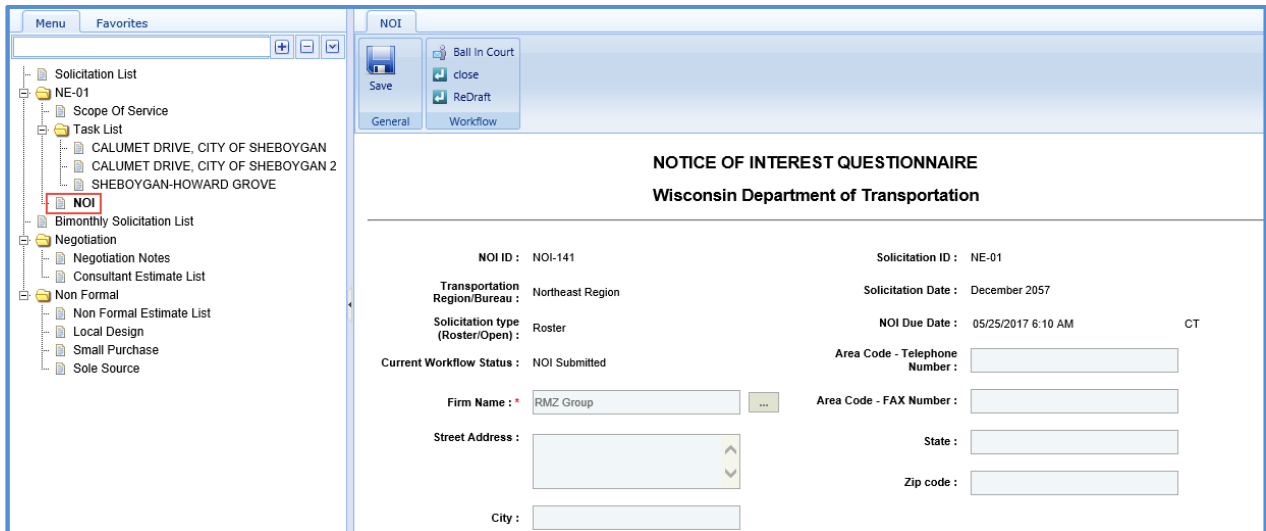 Menu Favorites
Solicitation List
NE-01
Scope Of Service
Task List
CALUMET DRIVE, CITY OF SHEBOYGAN
CALUMET DRIVE, CITY OF SHEBOYGAN 2
SHEBOYGAN-HOWARD GROVE
NOI
Bimonthly Solicitation List
Negotiation
Negotiation Notes
Consultant Estimate List
Non Formal
Non Formal Estimate List
Local Design
Small Purchase
Sole Source
NOI
Save
General
Ball In Court
close
ReDraft
Workflow
NOTICE OF INTEREST QUESTIONNAIRE
Wisconsin Department of Transportation
NOI ID : NOI-141
Transportation
Region/Bureau : Northeast Region
Solicitation type
(Roster/Open) : Roster
Current Workflow Status : NOI Submitted
Firm Name : * RMZ Group ...
Street Address :
City :
Solicitation ID : NE-01
Solicitation Date : December 2057
NOI Due Date : 05/25/2017 6:10 AM CT
Area Code - Telephone
Number :
Area Code - FAX Number :
State :
Zip code :